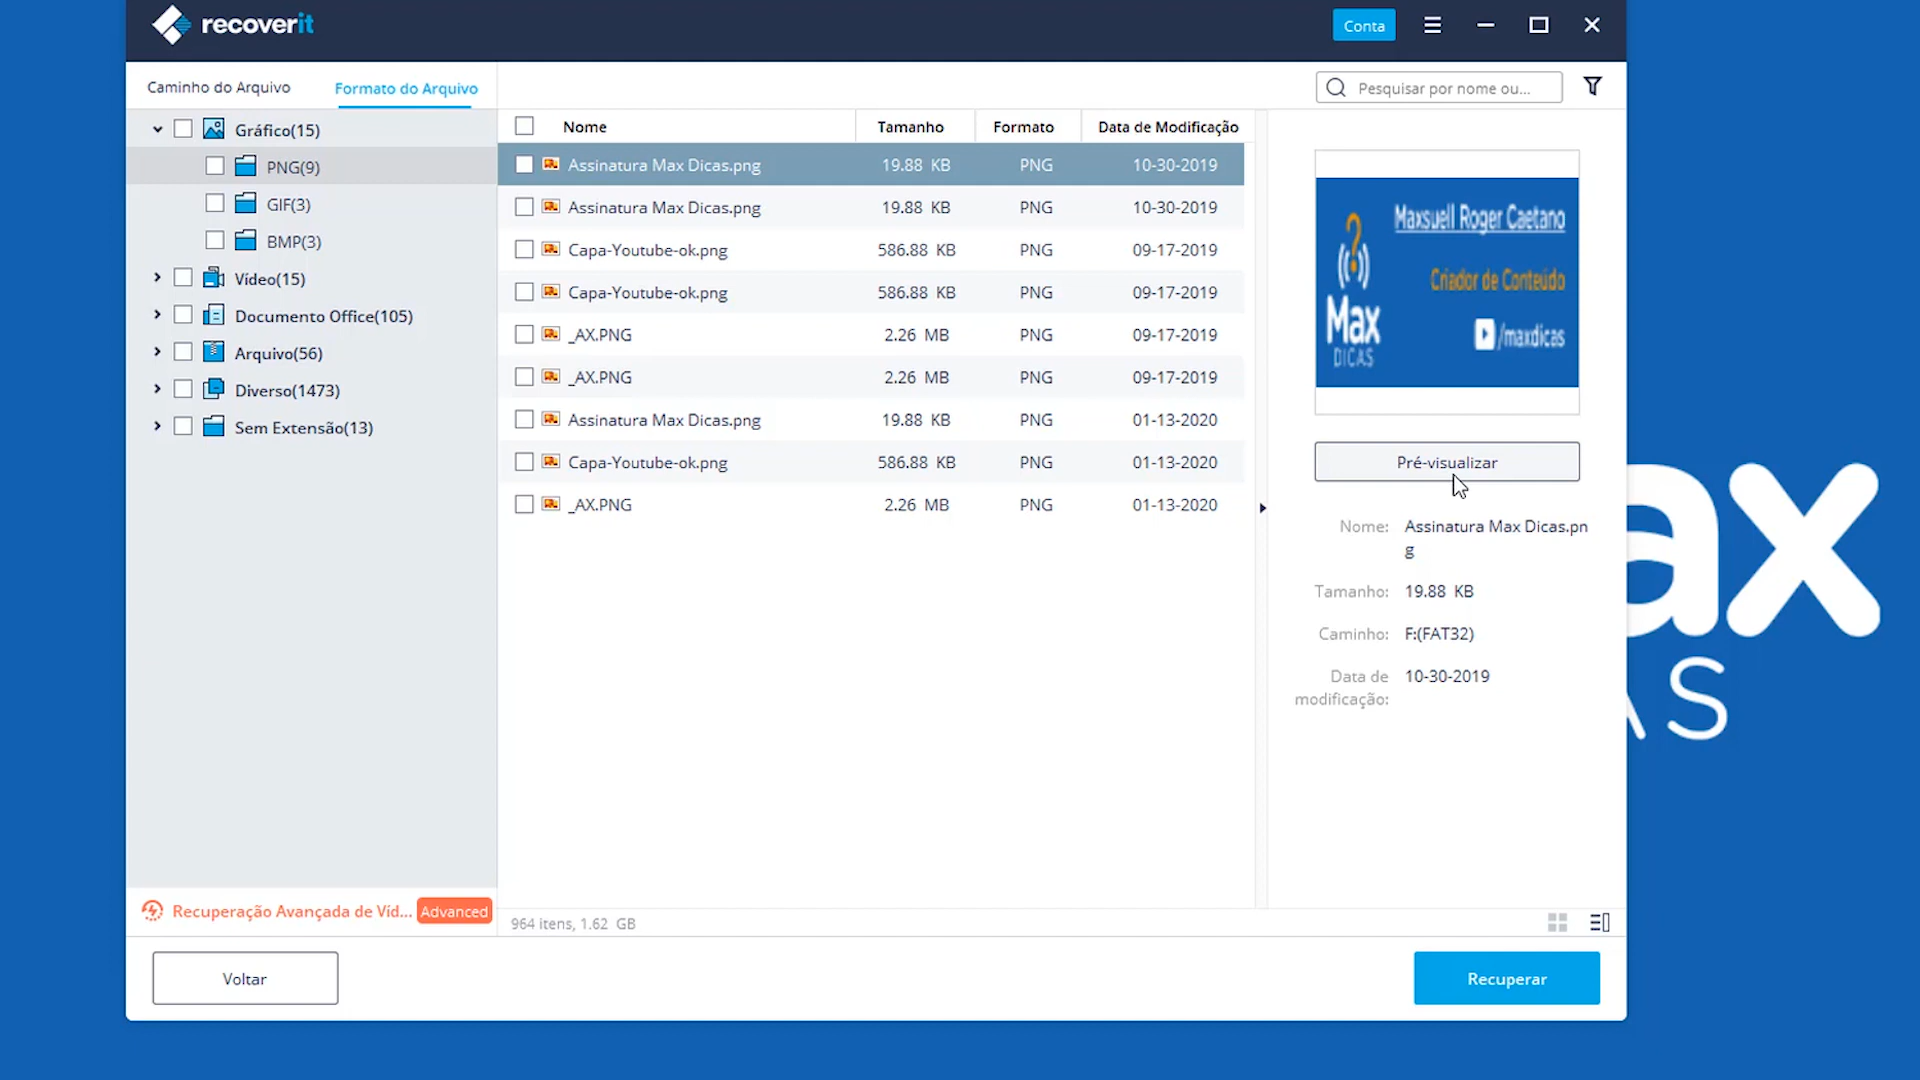 recoverit
Conta
Caminho do Arquivo
Formato do Arquivo
Pesquisar por nome ou...
Gráfico(15)
PNG(9)
GIF(3)
BMP(3)
Vídeo(15)
Documento Office(105)
Arquivo(56)
Diverso(1473)
Sem Extensão(13)
Nome Tamanho Formato Data de Modificação
Assinatura Max Dicas.png 19.88 KB PNG 10-30-2019
Assinatura Max Dicas.png 19.88 KB PNG 10-30-2019
Capa-Youtube-ok.png 586.88 KB PNG 09-17-2019
Capa-Youtube-ok.png 586.88 KB PNG 09-17-2019
_AX.PNG 2.26 MB PNG 09-17-2019
_AX.PNG 2.26 MB PNG 09-17-2019
Assinatura Max Dicas.png 19.88 KB PNG 01-13-2020
Capa-Youtube-ok.png 586.88 KB PNG 01-13-2020
_AX.PNG 2.26 MB PNG 01-13-2020
Maxsuell Roger Caetano
Criador de Conteúdo
Max
DICAS
/maxdicas
Pré-visualizar
Nome: Assinatura Max Dicas.pn
g
Tamanho: 19.88 KB
Caminho: F:(FAT32)
Data de 10-30-2019
modificação:
ax
AS
Recuperação Avançada de Víd... Advanced
964 itens, 1.62 GB
Voltar
Recuperar